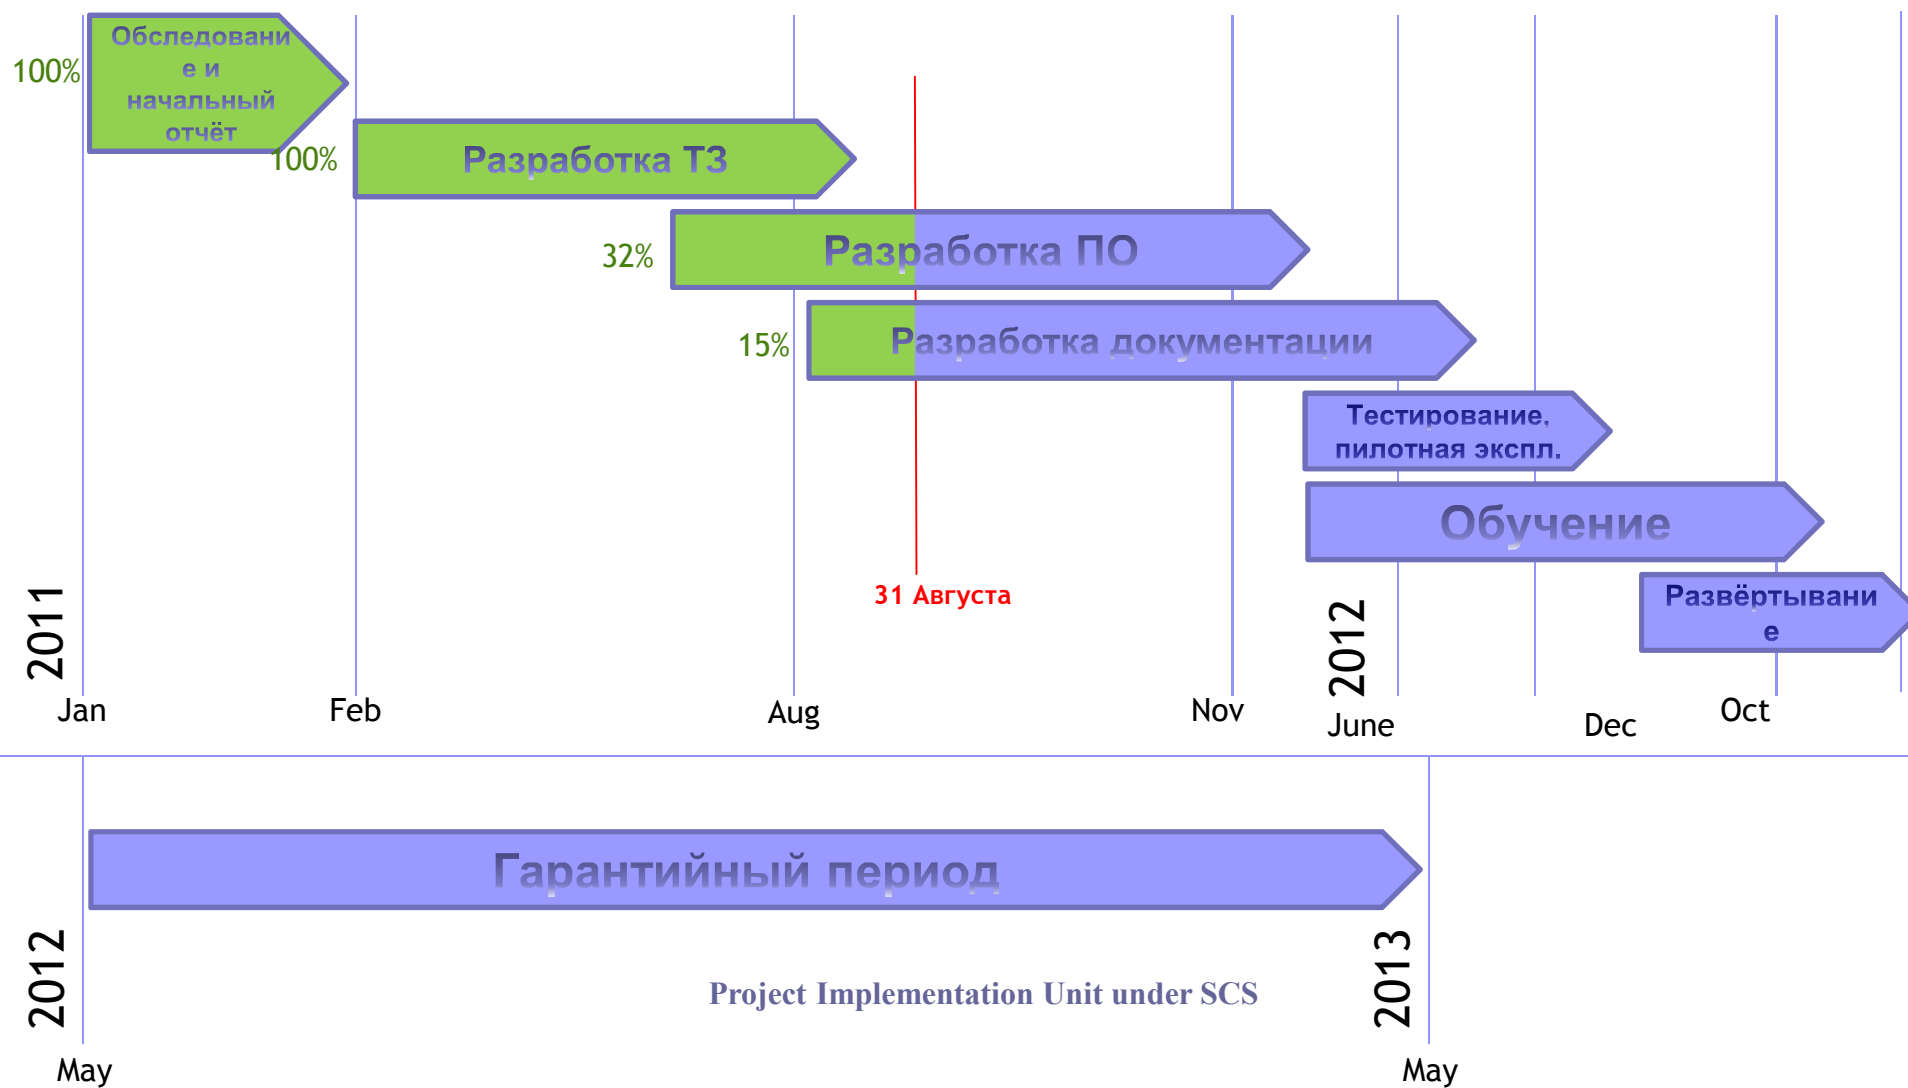 Обследовани
е и
начальный
отчёт
100%
100%
Разработка ТЗ
32%
Разработка ПО
15%
Разработка документации
Тестирование,
пилотная экспл.
Обучение
Развёртывани
е
31 Августа
2011
2012
Jan
Feb
Aug
Nov
June
Dec
Oct
Гарантийный период
2012
2013
Project Implementation Unit under SCS
May
May